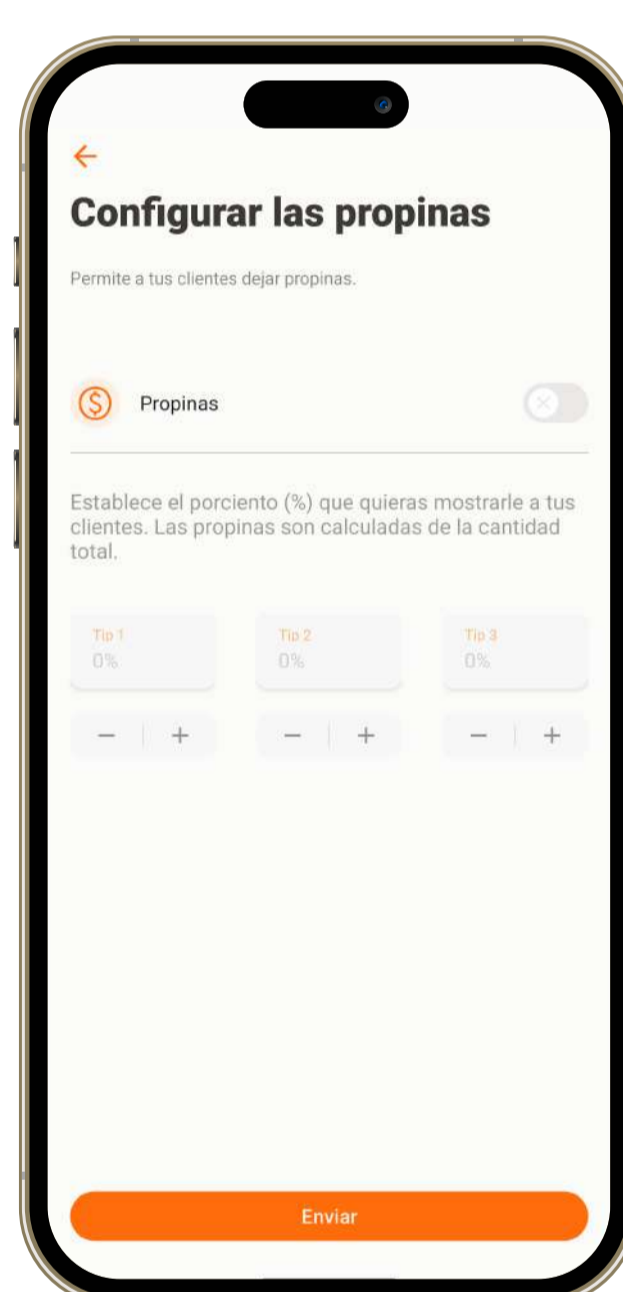 Configurar las propinas
Permite a tus clientes dejar propinas.
$ Propinas
Establece el porciento (%) que quieras mostrarle a tus
clientes. Las propinas son calculadas de la cantidad
total.
Tip 1 Tip 2 Tip 3
0% 0% 0%
− + − + − +
Enviar